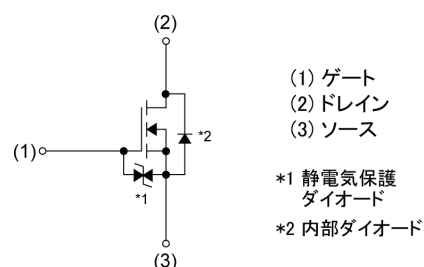 (2)
(1)
*2
*1
(3)
(1) ゲート
(2) ドレイン
(3) ソース
*1 静電気保護
ダイオード
*2 内部ダイオード